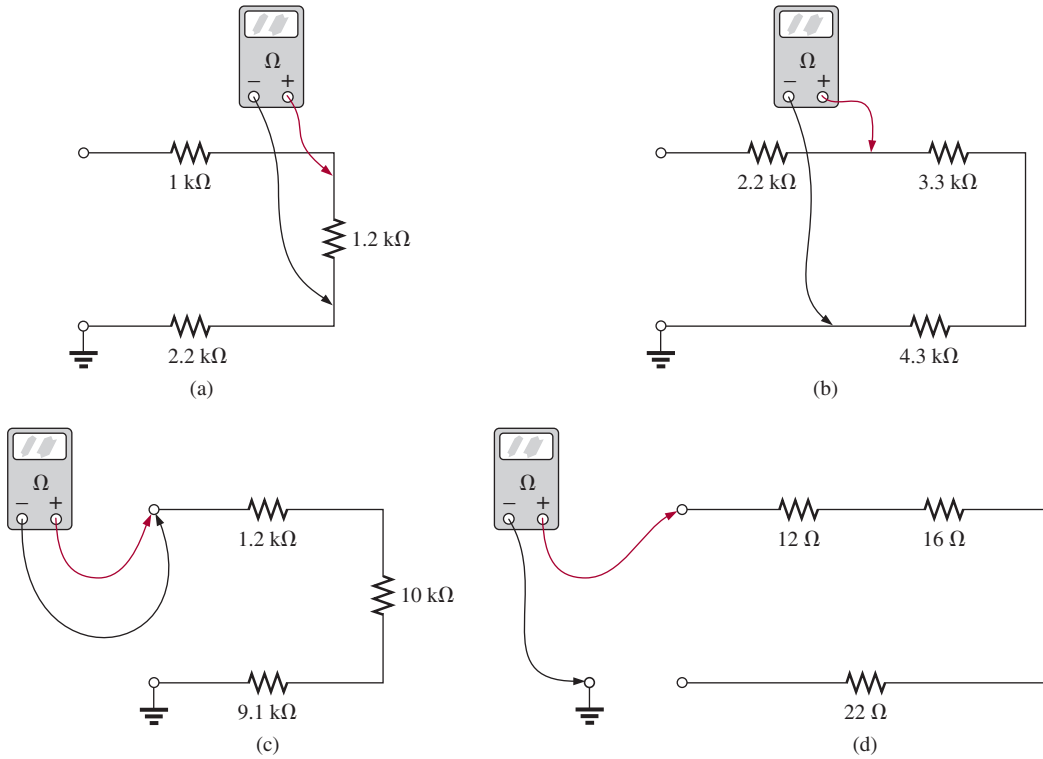 Ω
− +
1 kΩ
1.2 kΩ
2.2 kΩ
(a)
Ω
− +
2.2 kΩ
3.3 kΩ
4.3 kΩ
(b)
Ω
− +
1.2 kΩ
10 kΩ
9.1 kΩ
(c)
Ω
− +
12 Ω
16 Ω
22 Ω
(d)